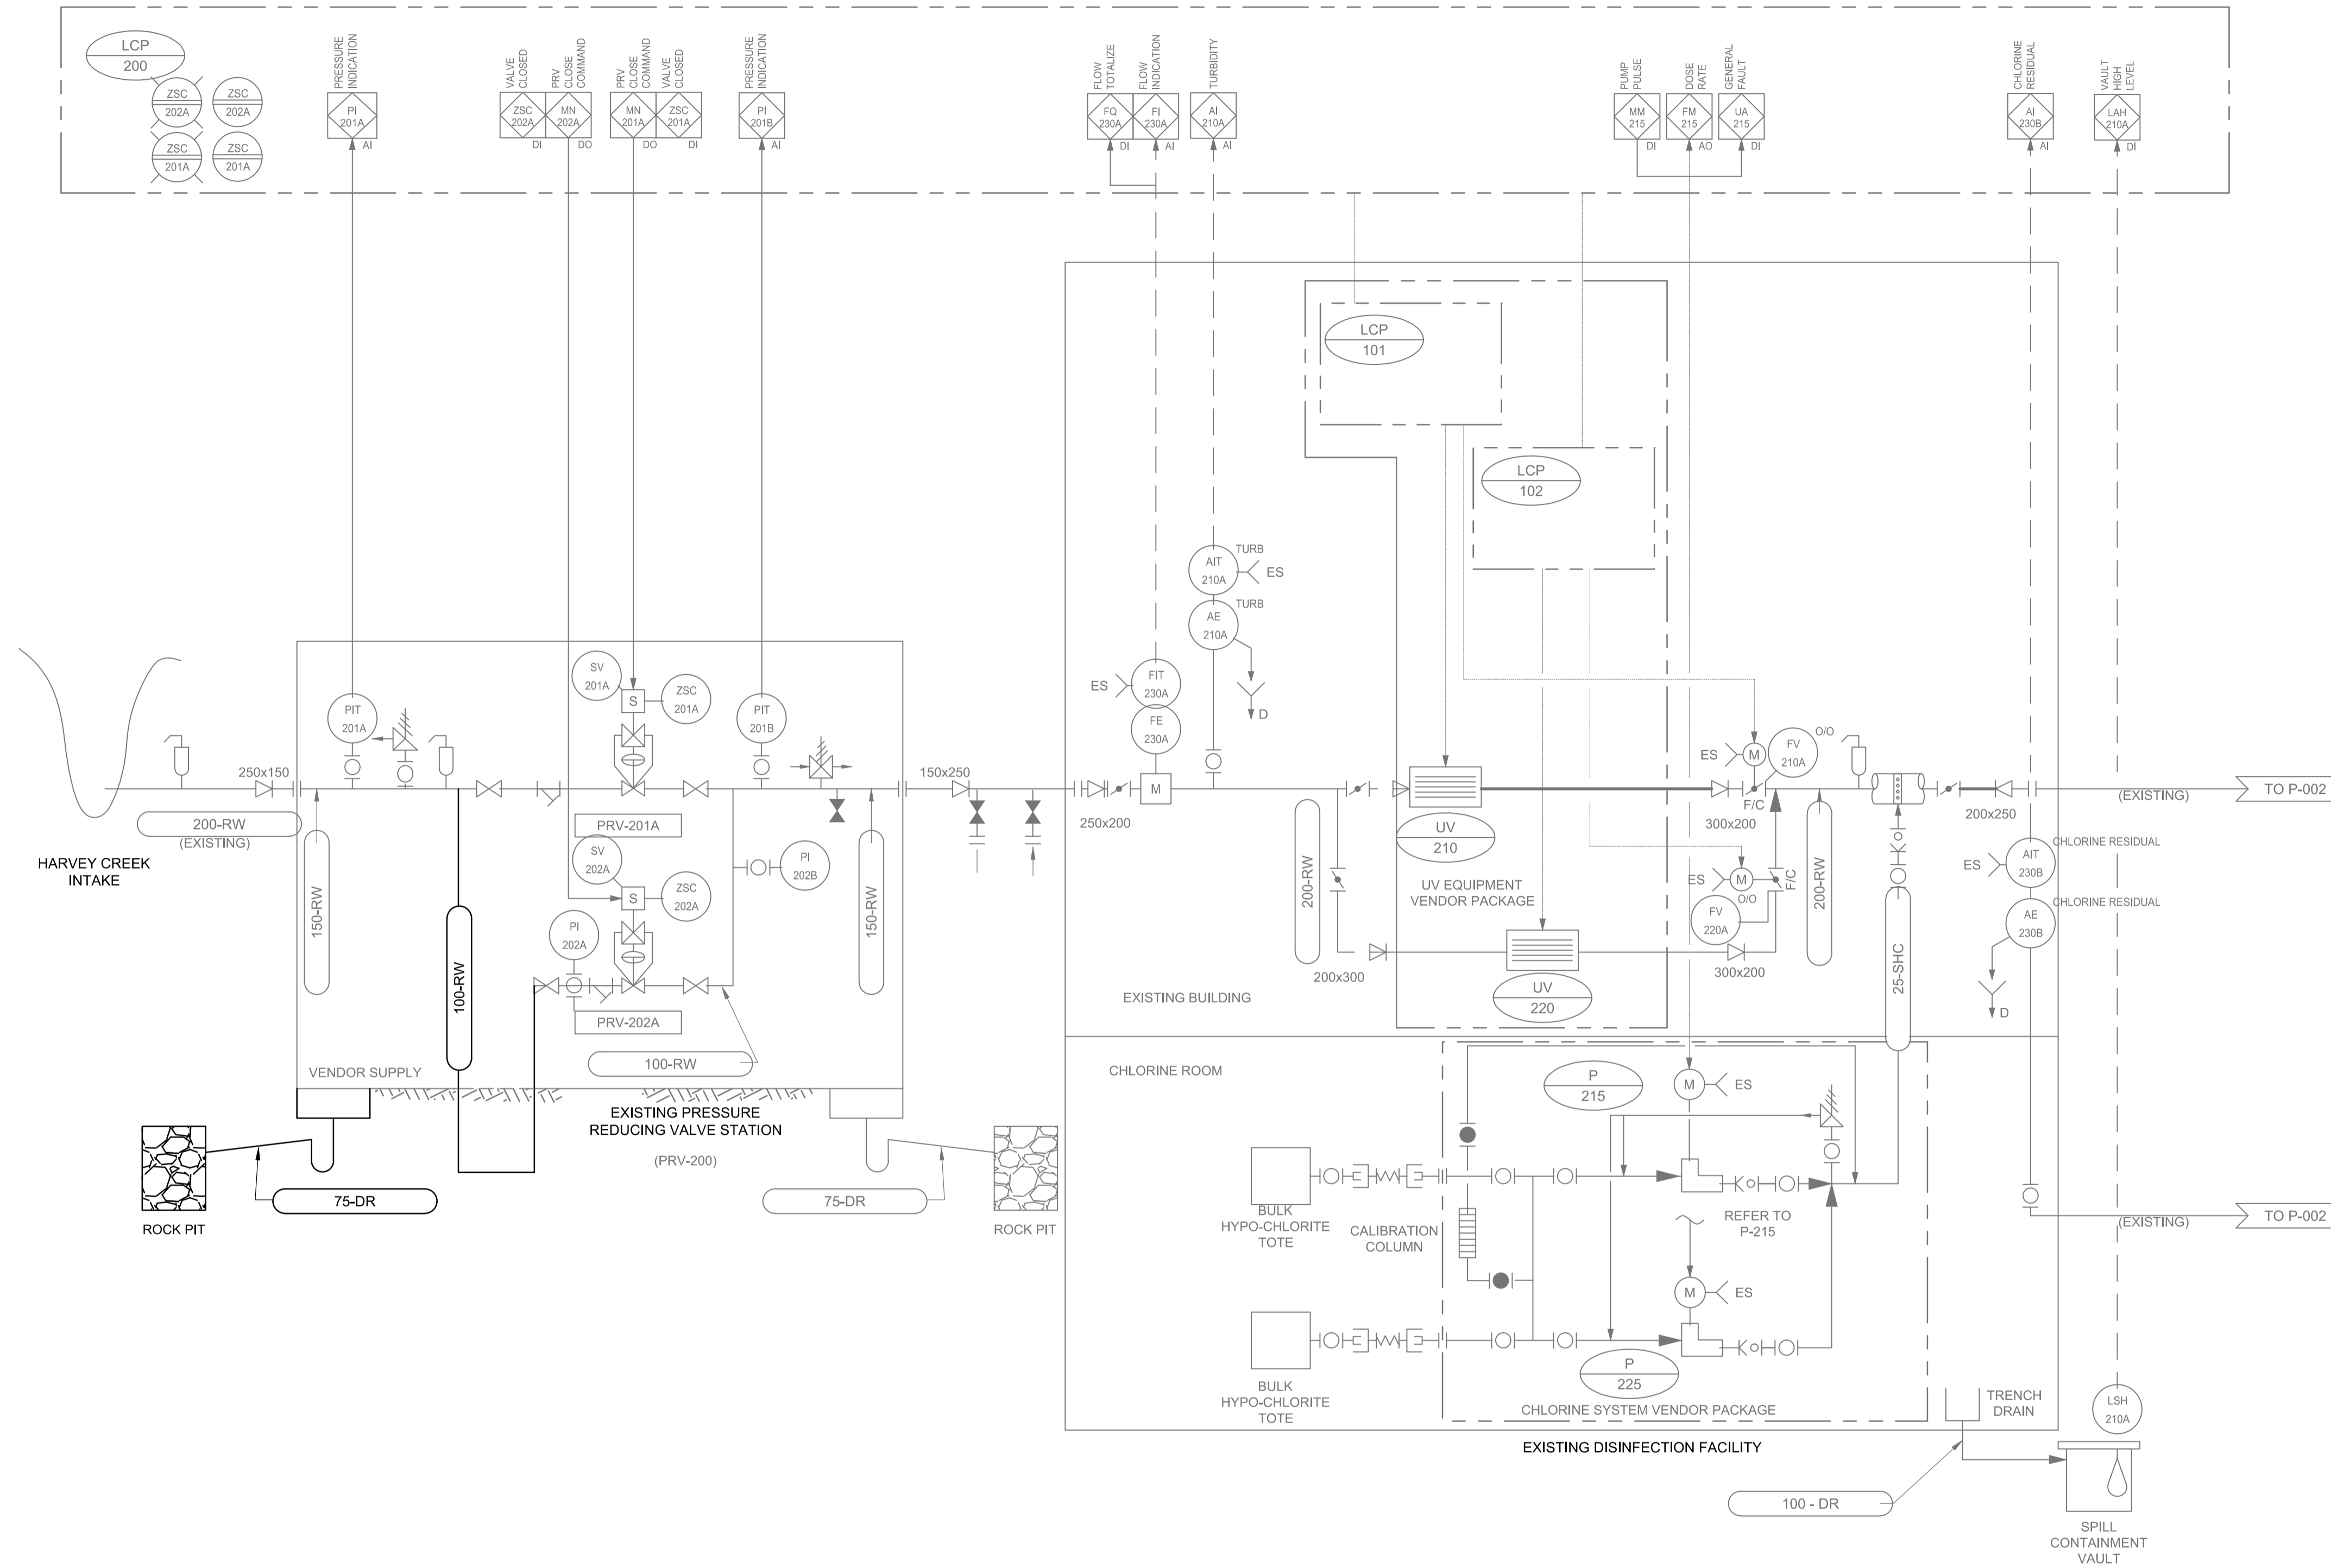 LCP
200
ZSC
202A
ZSC
202A
ZSC
201A
ZSC
201A
PRESSURE
INDICATION
PI
201A
AI
VALVE
CLOSED
ZSC
202A
DI
PRV
CLOSE
COMMAND
MN
202A
DO
PRV
CLOSE
COMMAND
MN
201A
DO
VALVE
CLOSED
ZSC
201A
DI
PRESSURE
INDICATION
PI
201B
AI
FLOW
TOTALIZE
FQ
230A
DI
FLOW
INDICATION
FI
230A
AI
TURBIDITY
AI
210A
AI
PUMP
PULSE
MM
215
DI
DOSE
RATE
FM
215
AO
GENERAL
FAULT
UA
215
DI
CHLORINE
RESIDUAL
AI
230B
AI
VAULT
HIGH
LEVEL
LAH
210A
DI
LCP
101
LCP
102
AIT
210A
TURB
ES
AE
210A
TURB
D
FIT
230A
ES
FE
230A
M
250x200
HARVEY CREEK
INTAKE
200-RW
(EXISTING)
250x150
150-RW
PIT
201A
100-RW
SV
201A
S
ZSC
201A
PRV-201A
SV
202A
S
ZSC
202A
PI
202A
PRV-202A
PIT
201B
PI
202B
150-RW
100-RW
150x250
VENDOR SUPPLY
EXISTING PRESSURE
REDUCING VALVE STATION
(PRV-200)
ROCK PIT
75-DR
75-DR
ROCK PIT
200-RW
200x300
UV
210
UV EQUIPMENT
VENDOR PACKAGE
UV
220
EXISTING BUILDING
ES
M
FV
210A
O/O
F/C
300x200
ES
M
O/O
F/C
FV
220A
300x200
200-RW
25-SHC
200x250
(EXISTING)
TO P-002
CHLORINE RESIDUAL
AIT
230B
ES
CHLORINE RESIDUAL
AE
230B
D
(EXISTING)
TO P-002
CHLORINE ROOM
P
215
M
ES
REFER TO
P-215
BULK
HYPO-CHLORITE
TOTE
CALIBRATION
COLUMN
M
ES
P
225
BULK
HYPO-CHLORITE
TOTE
CHLORINE SYSTEM VENDOR PACKAGE
EXISTING DISINFECTION FACILITY
TRENCH
DRAIN
LSH
210A
100 - DR
SPILL
CONTAINMENT
VAULT